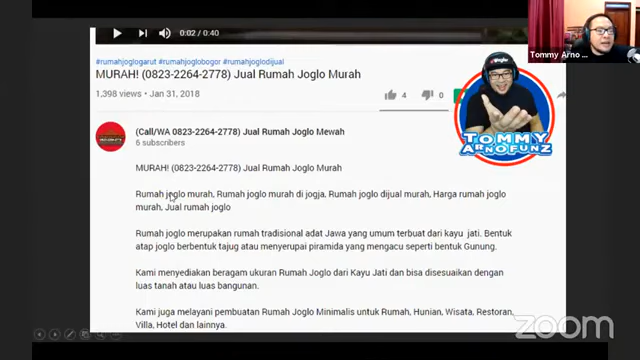 0:02 / 0:40
#rumahjoglogarut #rumahjoglobogor #rumahjoglodijual
MURAH! (0823-2264-2778) Jual Rumah Joglo Murah
1,398 views • Jan 31, 2018
4
0
(Call/WA 0823-2264-2778) Jual Rumah Joglo Mewah
6 subscribers
MURAH! (0823-2264-2778) Jual Rumah Joglo Murah
Rumah joglo murah, Rumah joglo murah di jogja, Rumah joglo dijual murah, Harga rumah joglo
murah, Jual rumah joglo
Rumah joglo merupakan rumah tradisional adat Jawa yang umum terbuat dari kayu jati. Bentuk
atap joglo berbentuk tajug atau menyerupai piramida yang mengacu seperti bentuk Gunung.
Kami menyediakan beragam ukuran Rumah Joglo dari Kayu Jati dan bisa disesuaikan dengan
luas tanah atau luas bangunan.
Kami juga melayani pembuatan Rumah Joglo Minimalis untuk Rumah, Hunian, Wisata, Restoran,
Villa, Hotel dan lainnya.
Tommy Arno ...
TOMMY
ARNOFUNZ
zoom